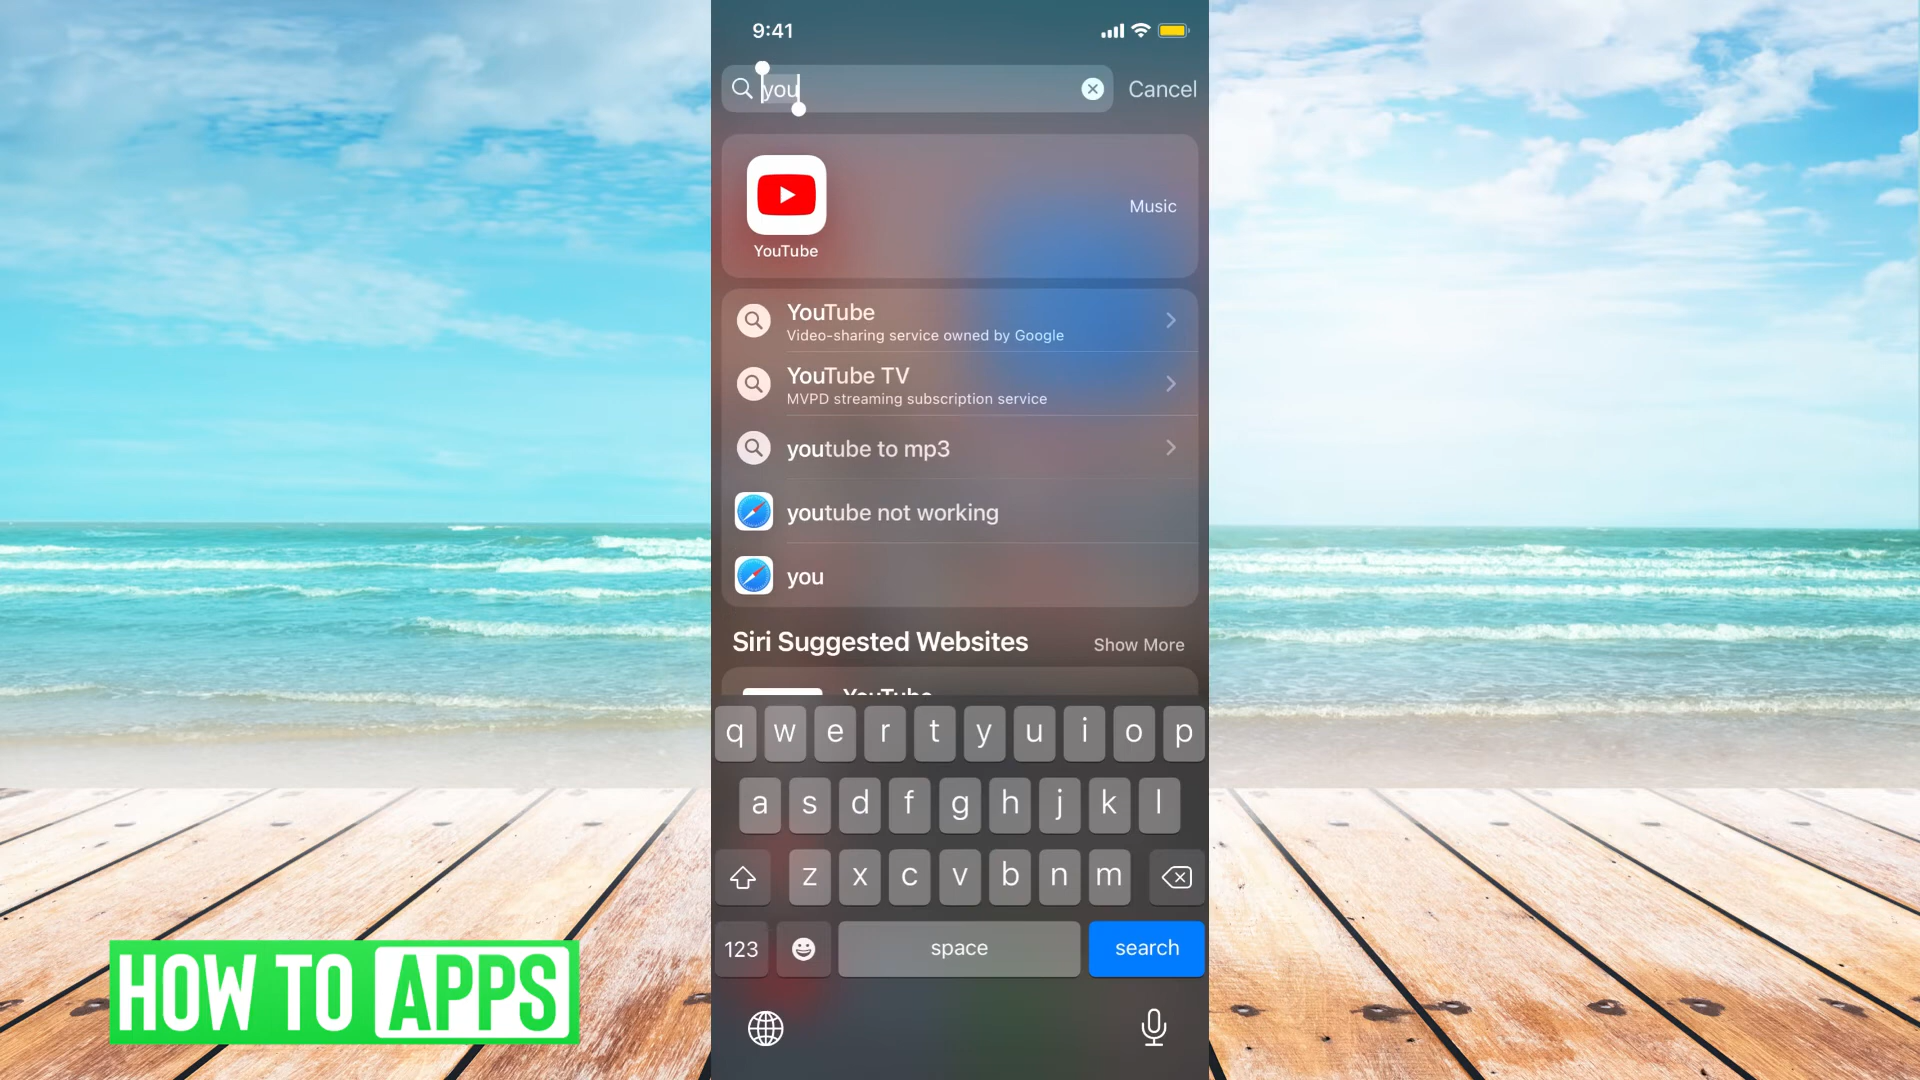 9:41
you
Cancel
YouTube
Music
YouTube
Video-sharing service owned by Google
YouTube TV
MVPD streaming subscription service
youtube to mp3
youtube not working
you
Siri Suggested Websites
Show More
YouTube
q w e r t y u i o p
a s d f g h j k l
z x c v b n m
123
space
search
HOW TO APPS